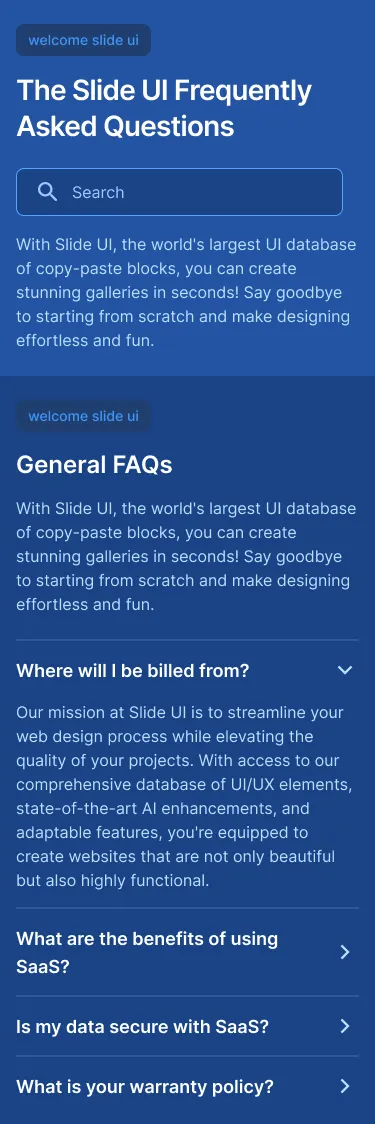 welcome slide ui
The Slide UI Frequently
Asked Questions
Search
With Slide UI, the world's largest UI database
of copy-paste blocks, you can create
stunning galleries in seconds! Say goodbye
to starting from scratch and make designing
effortless and fun.
welcome slide ui
General FAQs
With Slide UI, the world's largest UI database
of copy-paste blocks, you can create
stunning galleries in seconds! Say goodbye
to starting from scratch and make designing
effortless and fun.
Where will I be billed from?
Our mission at Slide UI is to streamline your
web design process while elevating the
quality of your projects. With access to our
comprehensive database of UI/UX elements,
state-of-the-art AI enhancements, and
adaptable features, you're equipped to
create websites that are not only beautiful
but also highly functional.
What are the benefits of using
SaaS?
Is my data secure with SaaS?
What is your warranty policy?